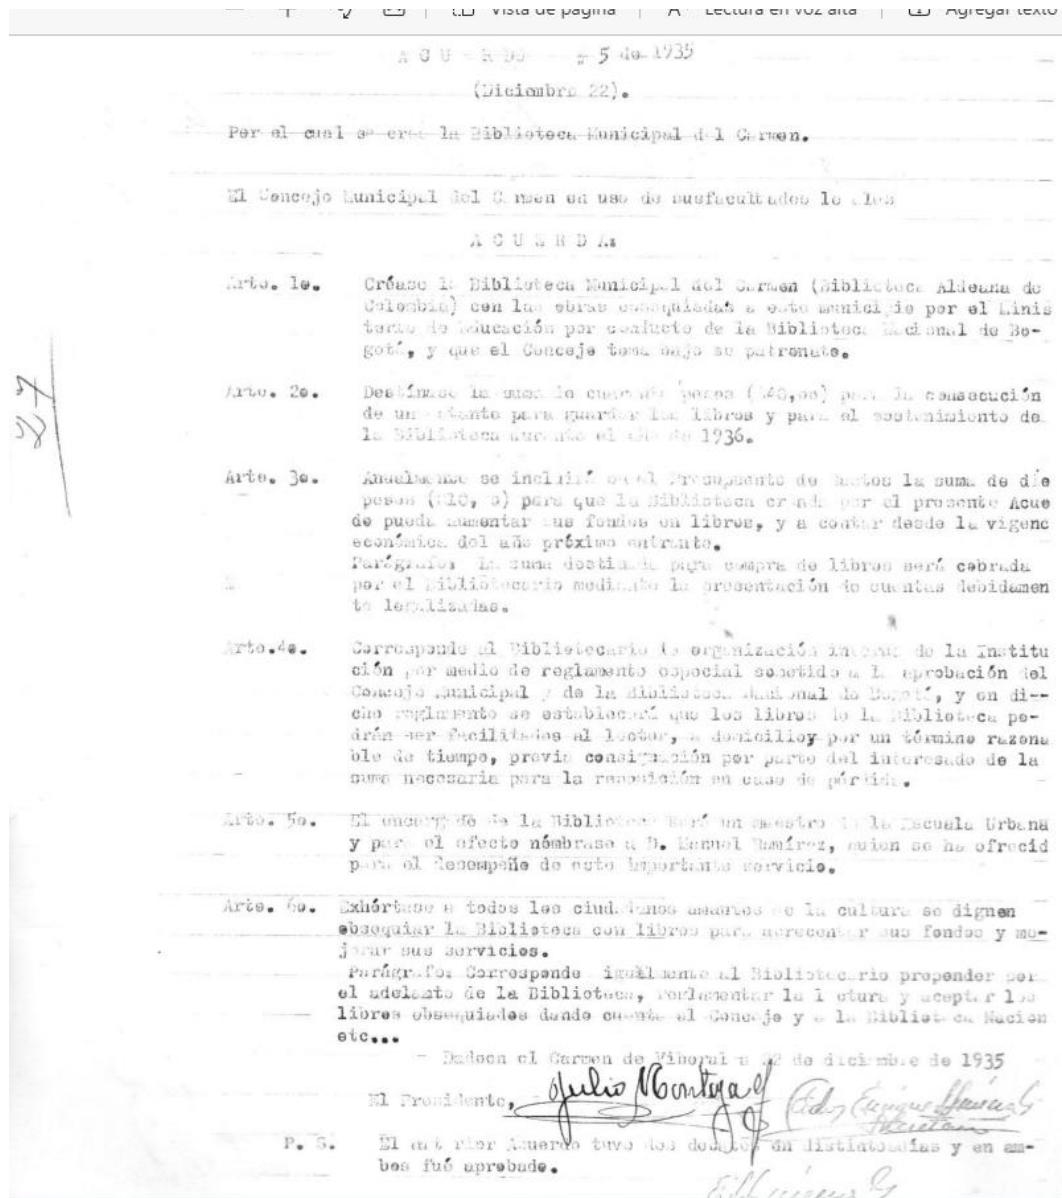 Vista de página Lectura en voz alta Agregar texto
5 de 1935
(Diciembre 22).
Por el cual se crea la Biblioteca Municipal del Carmen.
El Concejo Municipal del Carmen en uso de susfacultades legales
A C U E R D A:
Arto. 1o. Créase la Biblioteca Municipal del Carmen (Biblioteca Aldeana de
Colombia) con las obras obsequiadas a este municipio por el Minis
terio de Educación por conducto de la Biblioteca Nacional de Bo-
gotá, y que el Concejo toma bajo su patronato.
27
Arto. 2o. Destínase la suma de cuarenta pesos ($40,oo) para la consecución
de un estante para guardar los libros y para el sostenimiento de
la Biblioteca durante el año de 1936.
Arto. 3o. Anualmente se incluirá en el Presupuesto de Gastos la suma de die
pesos ($10, o) para que la Biblioteca creada por el presente Acue
do pueda aumentar sus fondos en libros, y a contar desde la vigenc
económica del año próximo entrante.
Parágrafo: La suma destinada para compra de libros será cobrada
por el Bibliotecario mediante la presentación de cuentas debidamen
te legalizadas.
Arto.4o. Corresponde al Bibliotecario la organización interna de la Institu
ción por medio de reglamento especial sometido a la aprobación del
Concejo Municipal y de la Biblioteca Nacional de Bogotá, y en di--
cho reglamento se establecerá que los libros de la Biblioteca po-
drán ser facilitados al lector, a domicilioy por un término razona
ble de tiempo, previa consignación por parte del interesado de la
suma necesaria para la reposición en caso de pérdida.
Arto. 5o. El encargado de la Biblioteca será un maestro de la Escuela Urbana
y para el efecto nómbrase a D. Manuel Ramírez, quien se ha ofrecid
para el desempeño de este importante servicio.
Arto. 6o. Exhórtase a todos los ciudadanos amantes de la cultura se dignen
obsequiar la Biblioteca con libros para acrecentar sus fondos y me-
jorar sus servicios.
Parágrafo: Corresponde igualmente al Bibliotecario propender por
el adelanto de la Biblioteca, reglamentar la lectura y aceptar los
libros obsequiados dando cuenta al Concejo y a la Biblioteca Nacion
etc...
- Dadoen el Carmen de Viboral a 22 de diciembre de 1935
El Presidente, Julio Montoya
Enrique
P. S. El anterior Acuerdo tuvo dos debates en distintosdías y en am-
bos fué aprobado.